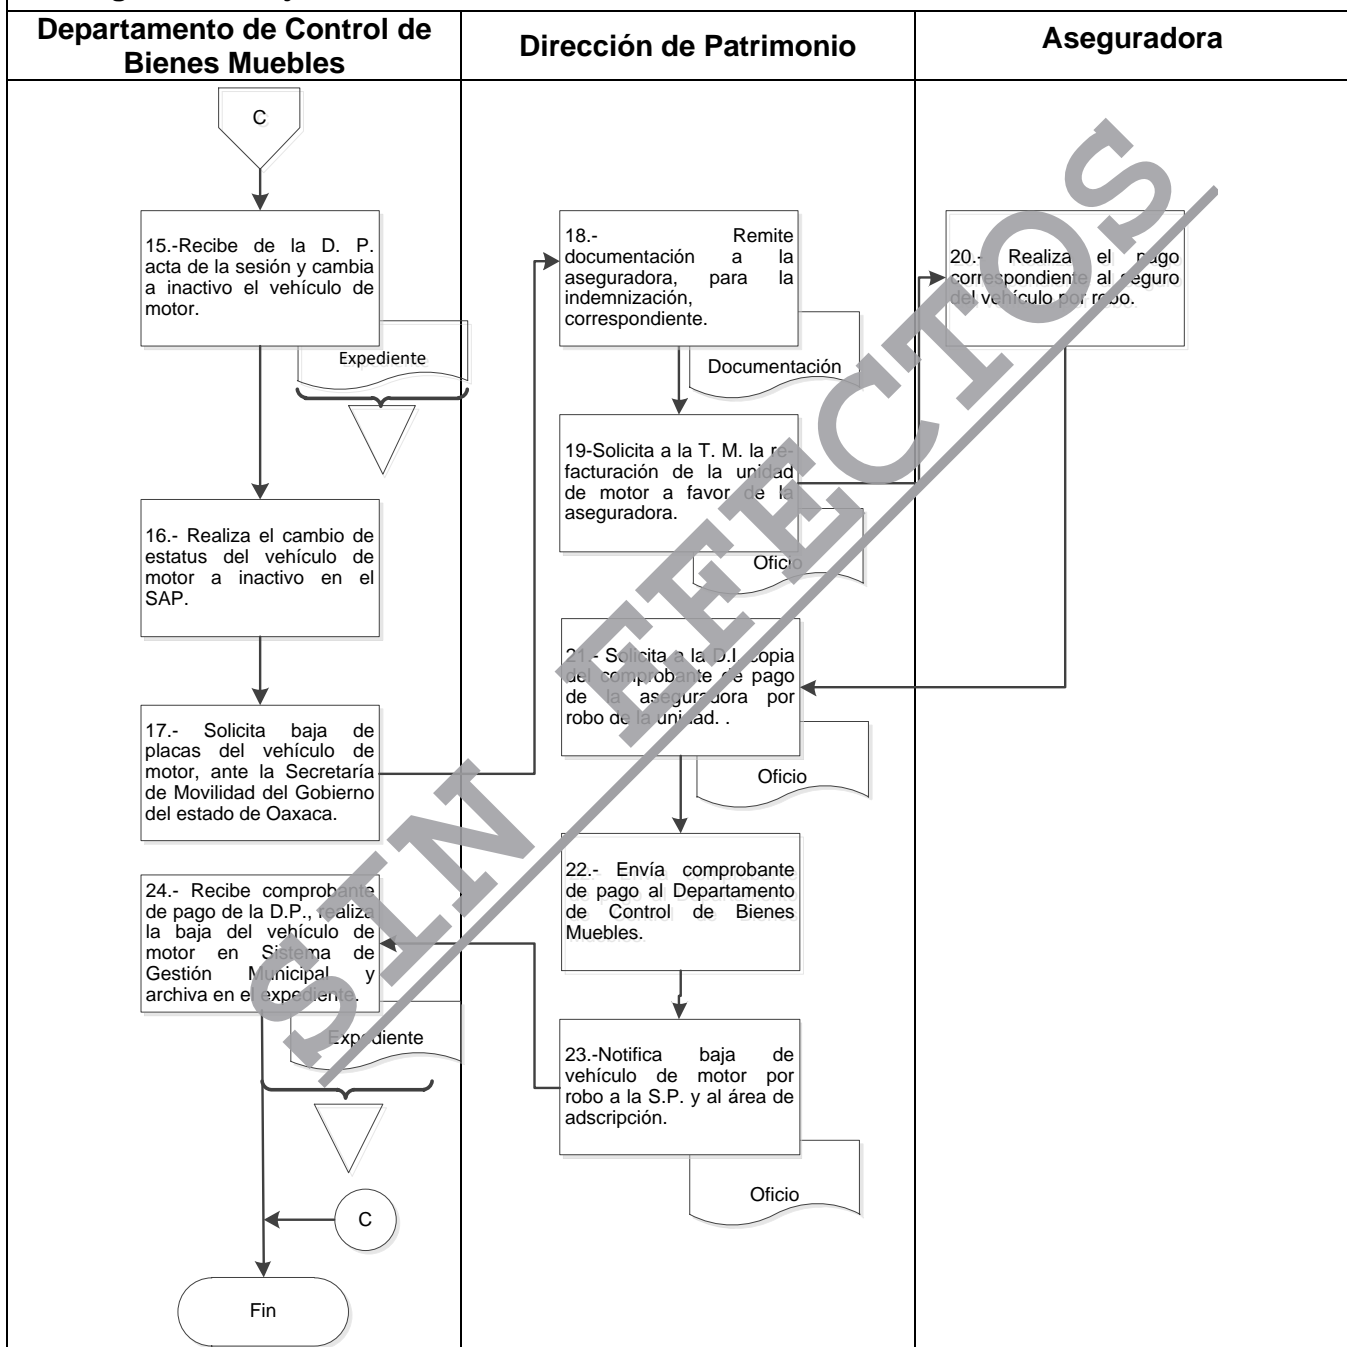 Departamento de Control de
Bienes Muebles
Dirección de Patrimonio
Aseguradora
C
15.-Recibe de la D. P.
acta de la sesión y cambia
a inactivo el vehículo de
motor.
Expediente
16.- Realiza el cambio de
estatus del vehículo de
motor a inactivo en el
SAP.
17.- Solicita baja de
placas del vehículo de
motor, ante la Secretaría
de Movilidad del Gobierno
del estado de Oaxaca.
18.- Remite
documentación a la
aseguradora, para la
indemnización,
correspondiente.
Documentación
19-Solicita a la T. M. la re-
facturación de la unidad
de motor a favor de la
aseguradora.
Oficio
20.- Realiza el pago
correspondiente al seguro
del vehículo por robo.
21.- Solicita a la D.I. copia
del comprobante de pago
de la aseguradora por
robo de la unidad. .
Oficio
22.- Envía comprobante
de pago al Departamento
de Control de Bienes
Muebles.
23.-Notifica baja de
vehículo de motor por
robo a la S.P. y al área de
adscripción.
Oficio
24.- Recibe comprobante
de pago de la D.P., realiza
la baja del vehículo de
motor en Sistema de
Gestión Municipal y
archiva en el expediente.
Expediente
C
Fin
SIN EFECTOS